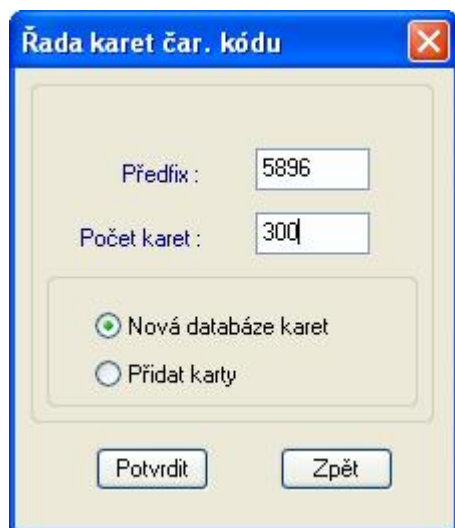 Řada karet čar. kódu
Předfix : 5896
Počet karet : 300
Nová databáze karet
Přidat karty
Potvrdit Zpět